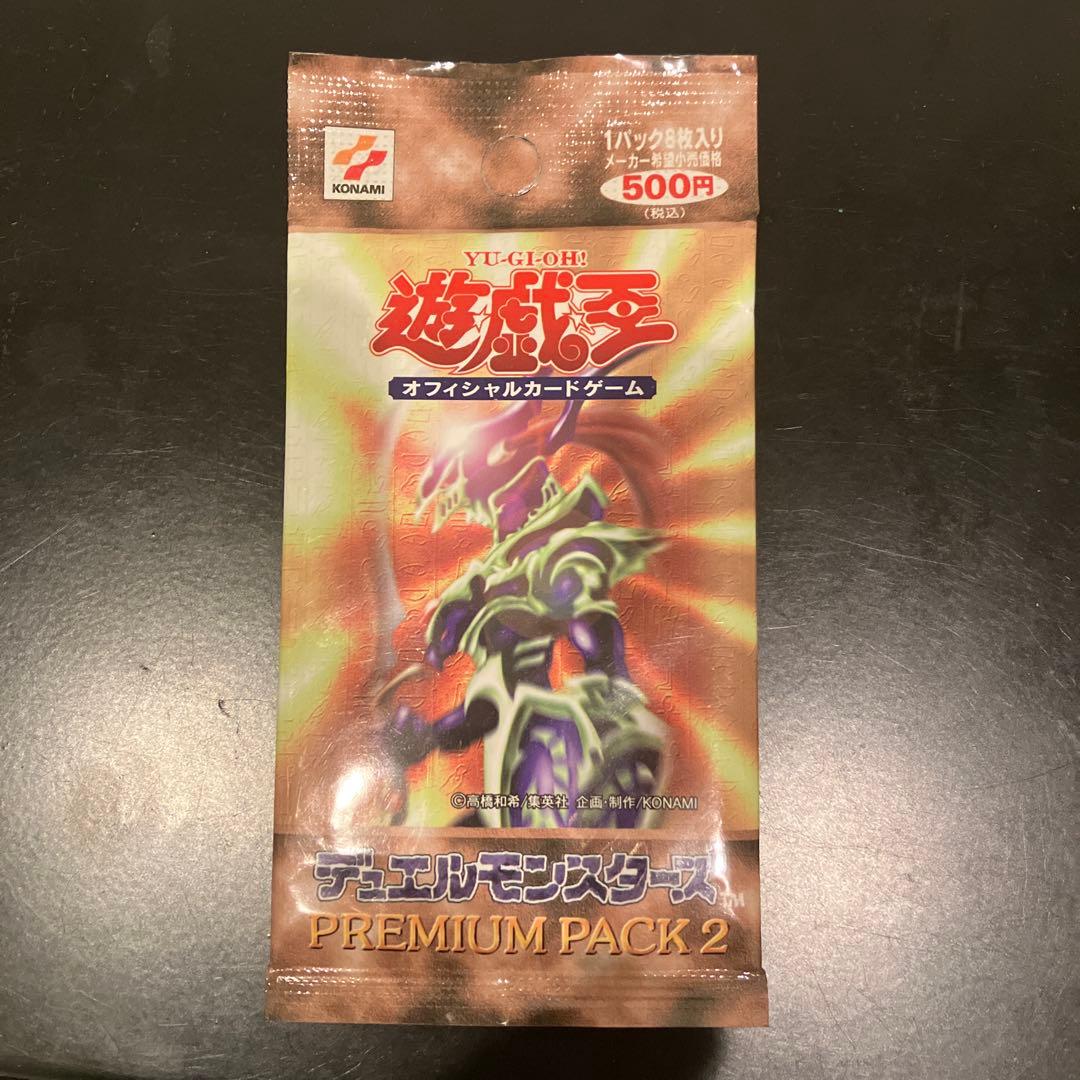 KONAMI
1パック8枚入り
メーカー希望小売価格
500円
(税込)
YU-GI-OH!
遊戯王
オフィシャルカードゲーム
©高橋和希/集英社 企画・制作/KONAMI
デュエルモンスターズ™
PREMIUM PACK 2